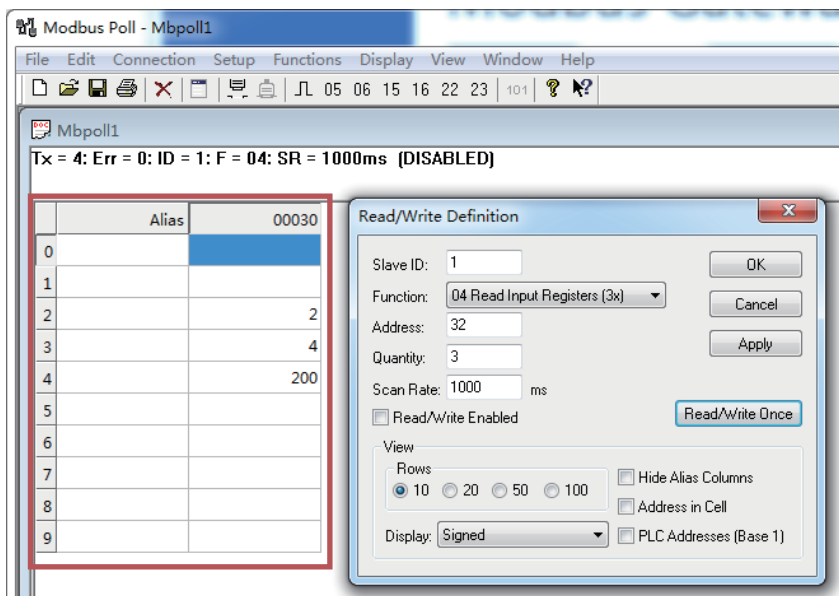 Modbus Gatew
Modbus Poll - Mbpoll1
File Edit Connection Setup Functions Display View Window Help
05 06 15 16 22 23 101
Mbpoll1
Tx = 4: Err = 0: ID = 1: F = 04: SR = 1000ms (DISABLED)
Alias 00030
0
1
2 2
3 4
4 200
5
6
7
8
9
Read/Write Definition
Slave ID: 1
OK
Function: 04 Read Input Registers (3x)
Cancel
Address: 32
Apply
Quantity: 3
Scan Rate: 1000 ms
Read/Write Enabled
Read/Write Once
View
Rows
10 20 50 100
Hide Alias Columns
Address in Cell
Display: Signed
PLC Addresses (Base 1)